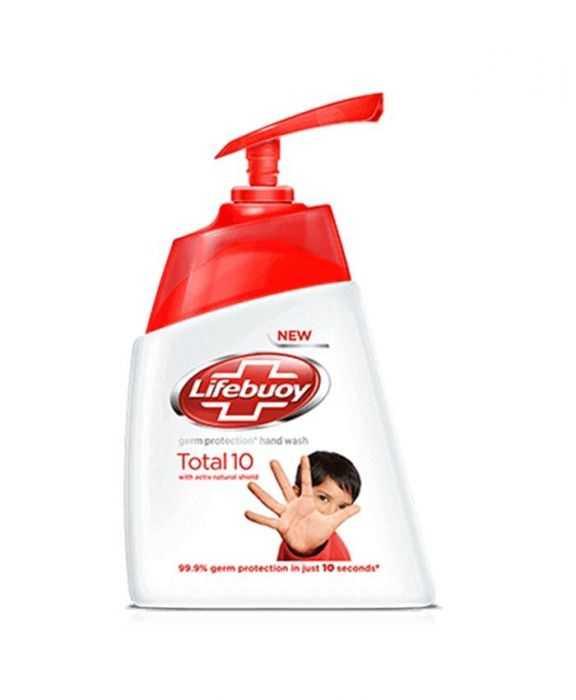 NEW
Lifebuoy
germ protection* hand wash
Total 10
with activ natural shield
99.9% germ protection in just 10 seconds*